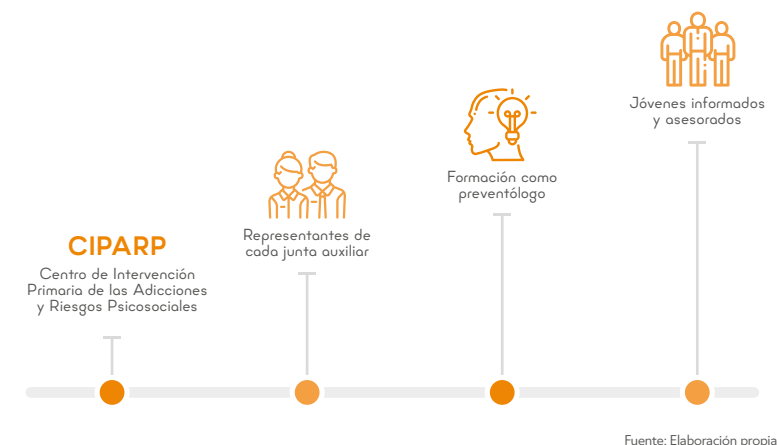 CIPARP
Centro de Intervención
Primaria de las Adicciones
y Riesgos Psicosociales
Representantes de
cada junta auxiliar
Formación como
preventólogo
Jóvenes informados
y asesorados
Fuente: Elaboración propia